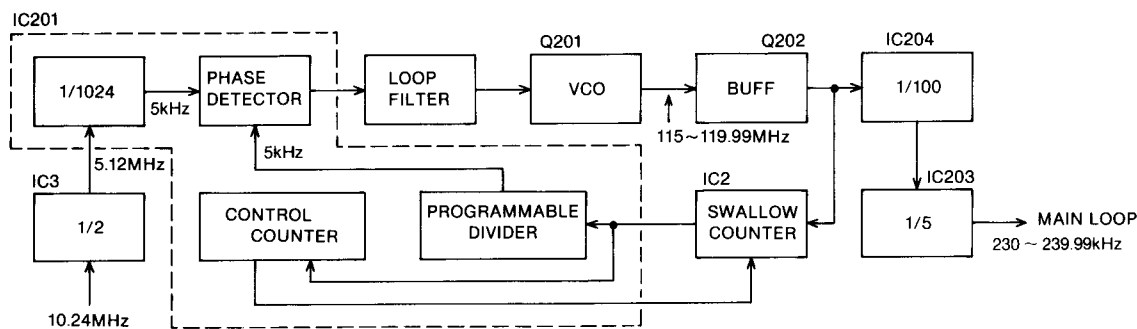 IC201
1/1024
5kHz
PHASE
DETECTOR
LOOP
FILTER
Q201
VCO
115~119.99MHz
Q202
BUFF
IC204
1/100
5.12MHz
5kHz
IC3
1/2
10.24MHz
CONTROL
COUNTER
PROGRAMMABLE
DIVIDER
IC2
SWALLOW
COUNTER
IC203
1/5
MAIN LOOP
230 ~ 239.99kHz